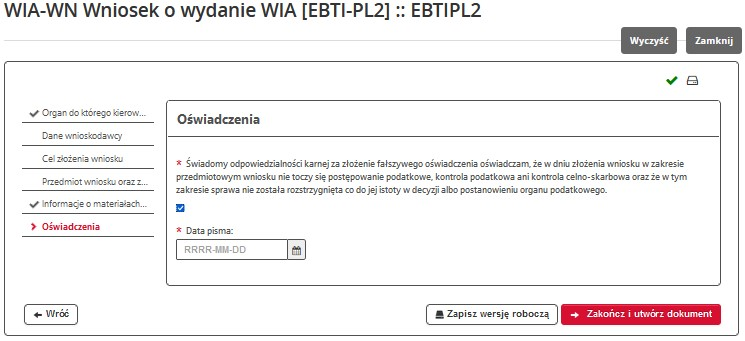 WIA-WN Wniosek o wydanie WIA [EBTI-PL2] :: EBTIPL2
Wyczyść
Zamknij
Organ do którego kierow...
Dane wnioskodawcy
Cel złożenia wniosku
Przedmiot wniosku oraz z...
Informacje o materiałach...
Oświadczenia
Oświadczenia
* Świadomy odpowiedzialności karnej za złożenie fałszywego oświadczenia oświadczam, że w dniu złożenia wniosku w zakresie
przedmiotowym wniosku nie toczy się postępowanie podatkowe, kontrola podatkowa ani kontrola celno-skarbowa oraz że w tym
zakresie sprawa nie została rozstrzygnięta co do jej istoty w decyzji albo postanowieniu organu podatkowego.
* Data pisma:
RRRR-MM-DD
Wróć
Zapisz wersję roboczą
Zakończ i utwórz dokument